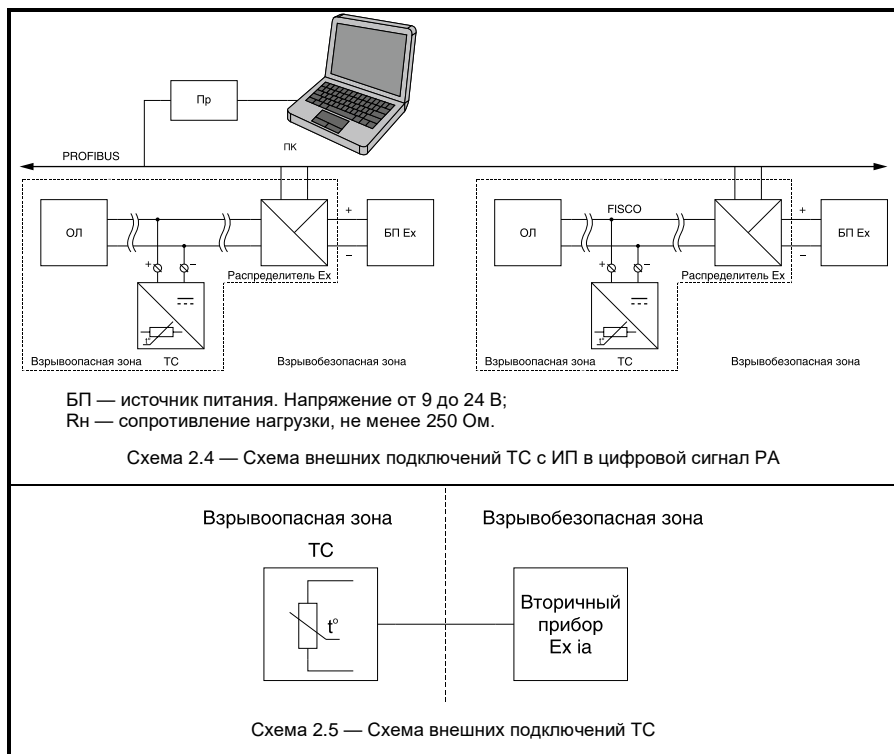 Пр
ПК
PROFIBUS
ОЛ
+
−
Распределитель Ex
+
−
БП Ex
t°
Взрывоопасная зона
ТС
Взрывобезопасная зона
ОЛ
FISCO
+
−
Распределитель Ex
+
−
БП Ex
t°
Взрывоопасная зона
ТС
Взрывобезопасная зона
БП — источник питания. Напряжение от 9 до 24 В;
Rн — сопротивление нагрузки, не менее 250 Ом.
Схема 2.4 — Схема внешних подключений ТС с ИП в цифровой сигнал PA
Взрывоопасная зона
Взрывобезопасная зона
ТС
t°
Вторичный
прибор
Ex ia
Схема 2.5 — Схема внешних подключений ТС